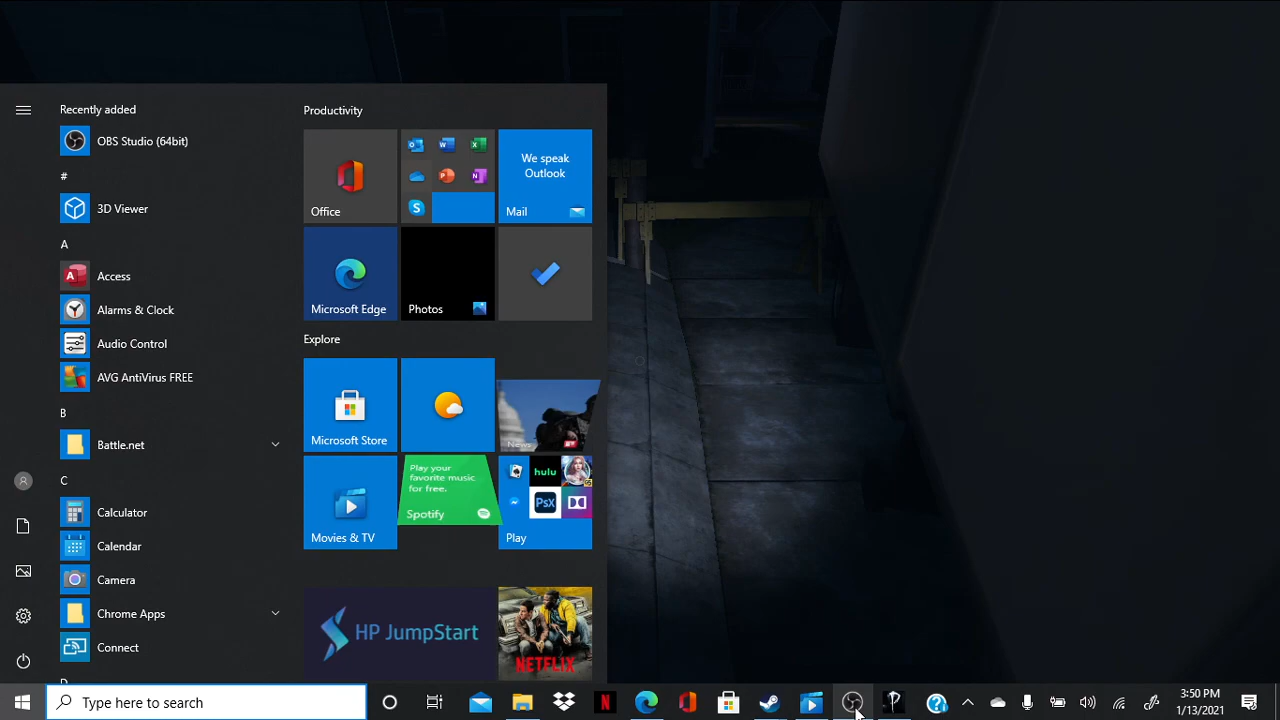 Recently added
OBS Studio (64bit)
#
3D Viewer
A
Access
Alarms & Clock
Audio Control
AVG AntiVirus FREE
B
Battle.net
C
Calculator
Calendar
Camera
Chrome Apps
Connect
Productivity
Office
We speak
Outlook
Mail
Microsoft Edge
Photos
Explore
Microsoft Store
News
Movies & TV
Play your
favorite music
for free.
Spotify
hulu
PsX
Play
HP JumpStart
NETFLIX
Type here to search
3:50 PM
1/13/2021